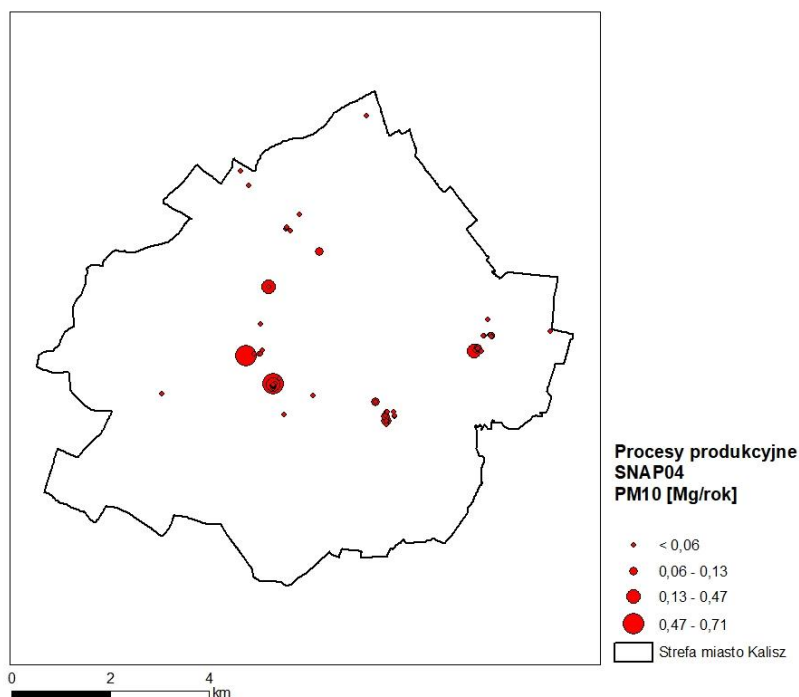 Procesy produkcyjne
SNAP04
PM10 [Mg/rok]
< 0,06
0,06 - 0,13
0,13 - 0,47
0,47 - 0,71
Strefa miasto Kalisz
0 2 4
km